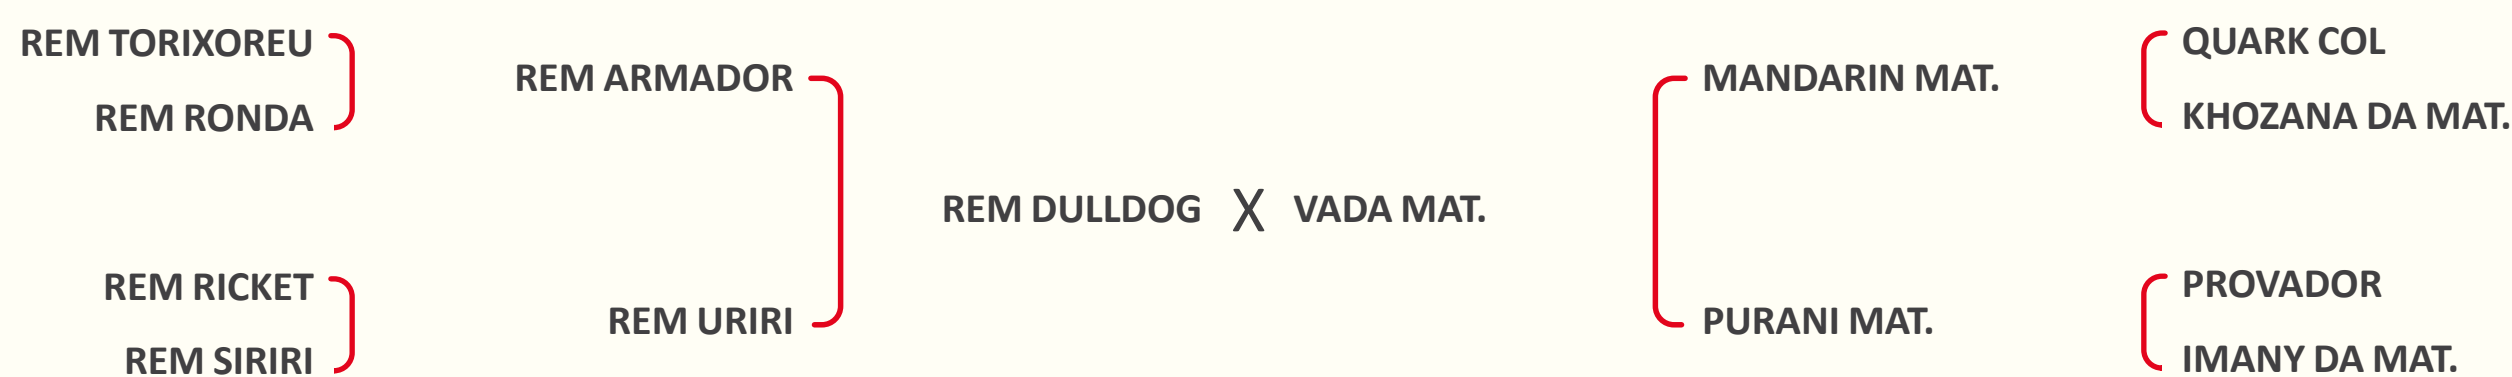 REM TORIXOREU
REM RONDA
REM ARMADOR
REM RICKET
REM SIRIRI
REM URIRI
REM DULLDOG X VADA MAT.
MANDARIN MAT.
QUARK COL
KHOZANA DA MAT.
PURANI MAT.
PROVADOR
IMANY DA MAT.